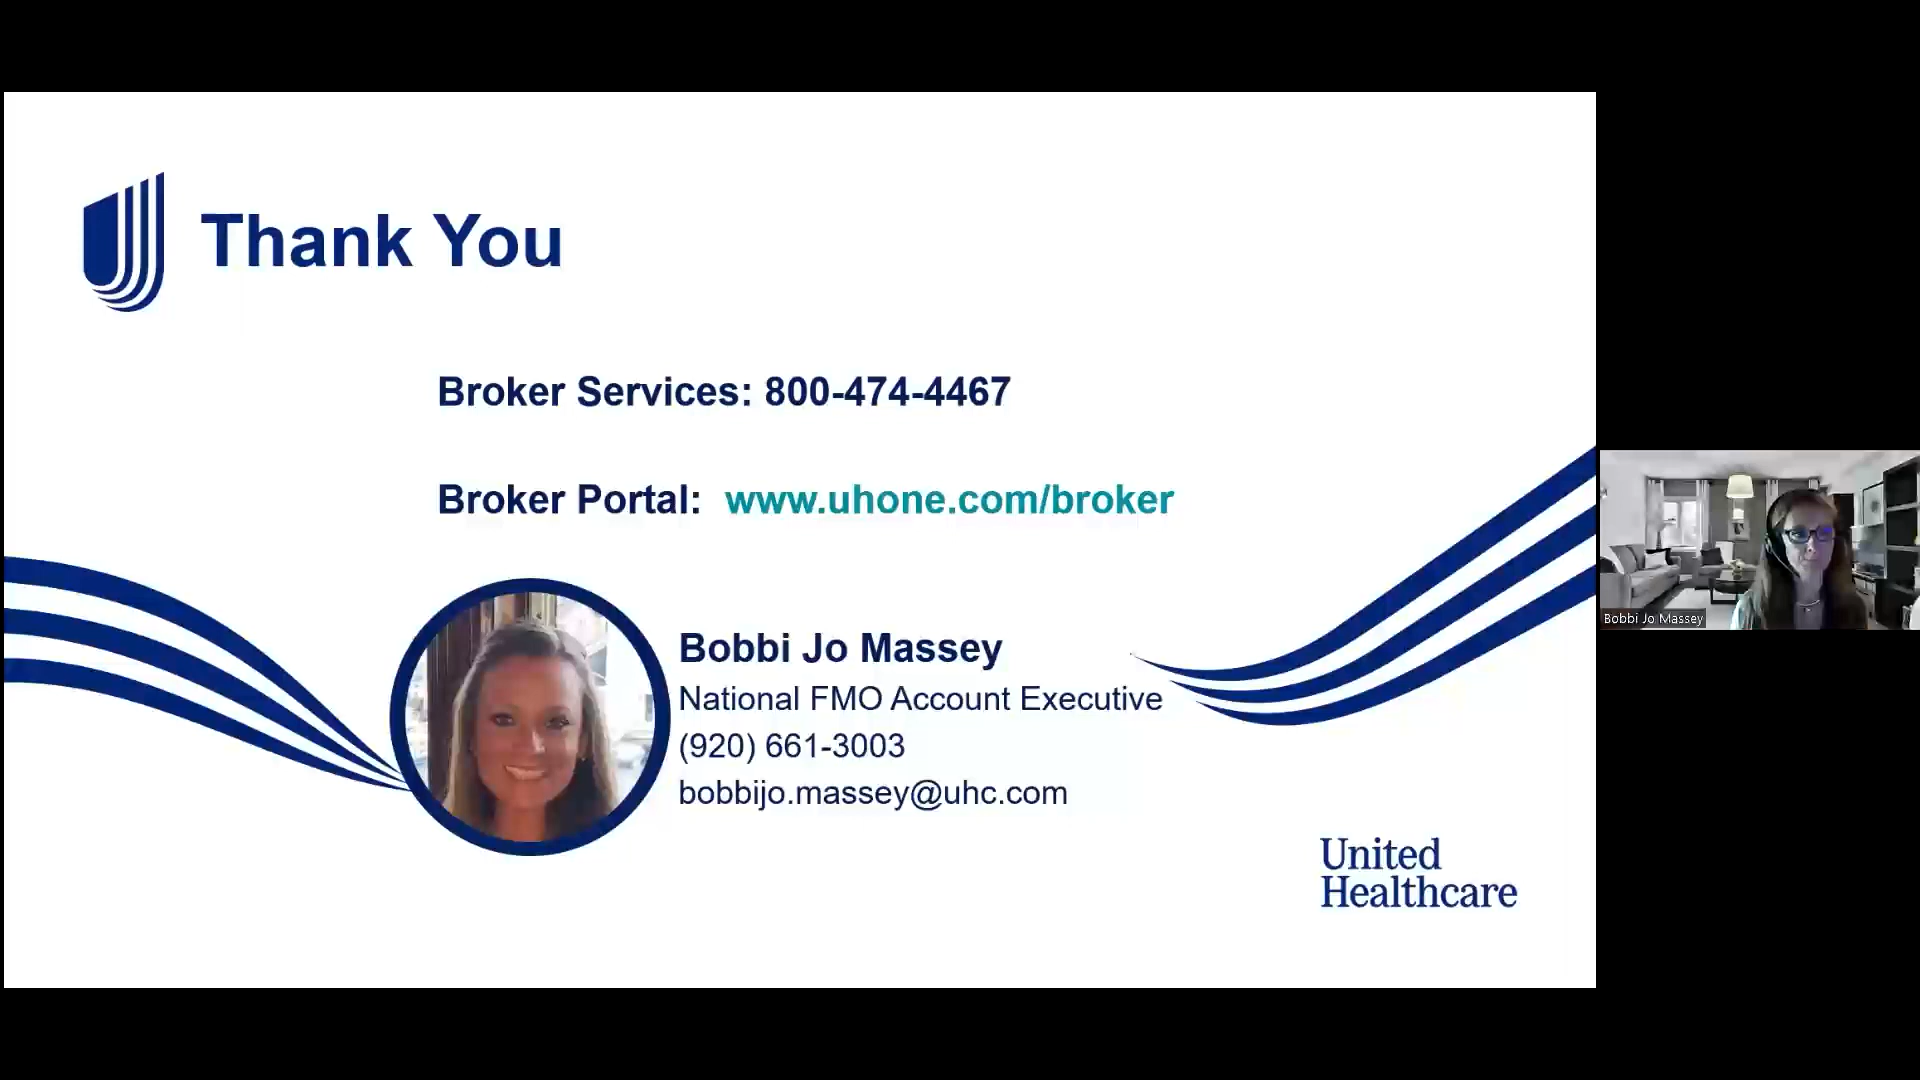 Thank You
Broker Services: 800-474-4467
Broker Portal: www.uhone.com/broker
Bobbi Jo Massey
National FMO Account Executive
(920) 661-3003
bobbijo.massey@uhc.com
United
Healthcare
Bobbi Jo Massey